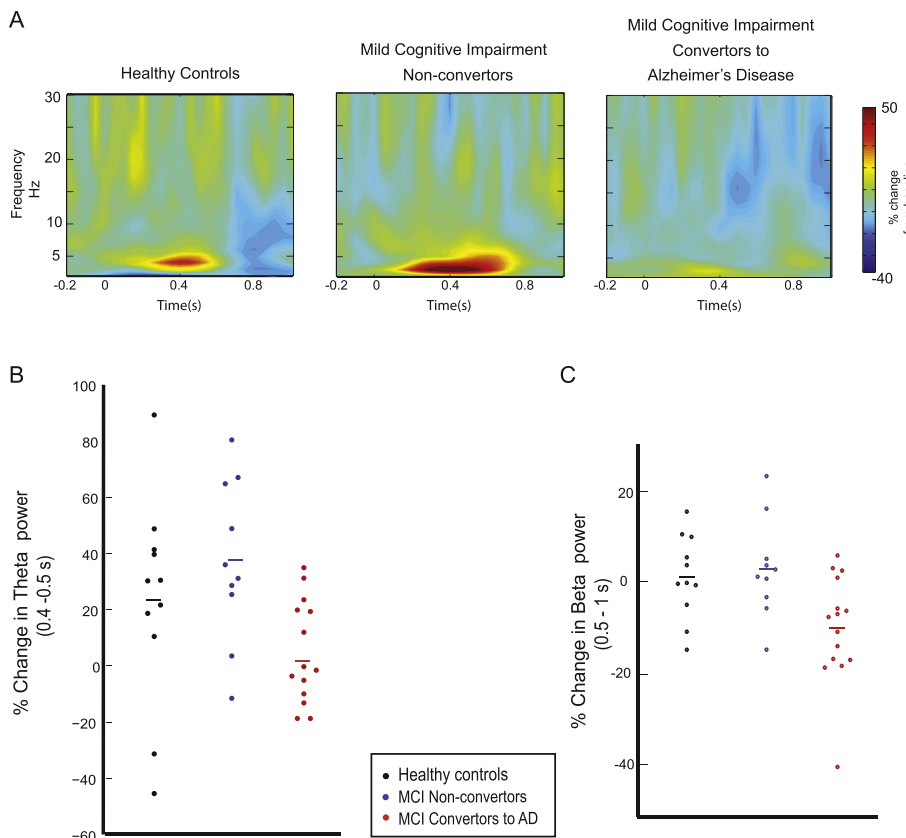 A
Healthy Controls
Mild Cognitive Impairment
Non-convertors
Mild Cognitive Impairment
Convertors to
Alzheimer's Disease
Frequency
Hz
30
20
10
5
-0.2 0 0.4 0.8
Time(s)
-0.2 0 0.4 0.8
Time(s)
-0.2 0 0.4 0.8
Time(s)
50
-40
% change
B
% Change in Theta power
(0.4 -0.5 s)
100
80
60
40
20
0
−20
−40
−60
Healthy controls
MCI Non-convertors
MCI Convertors to AD
C
% Change in Beta power
(0.5 - 1 s)
20
0
-20
-40